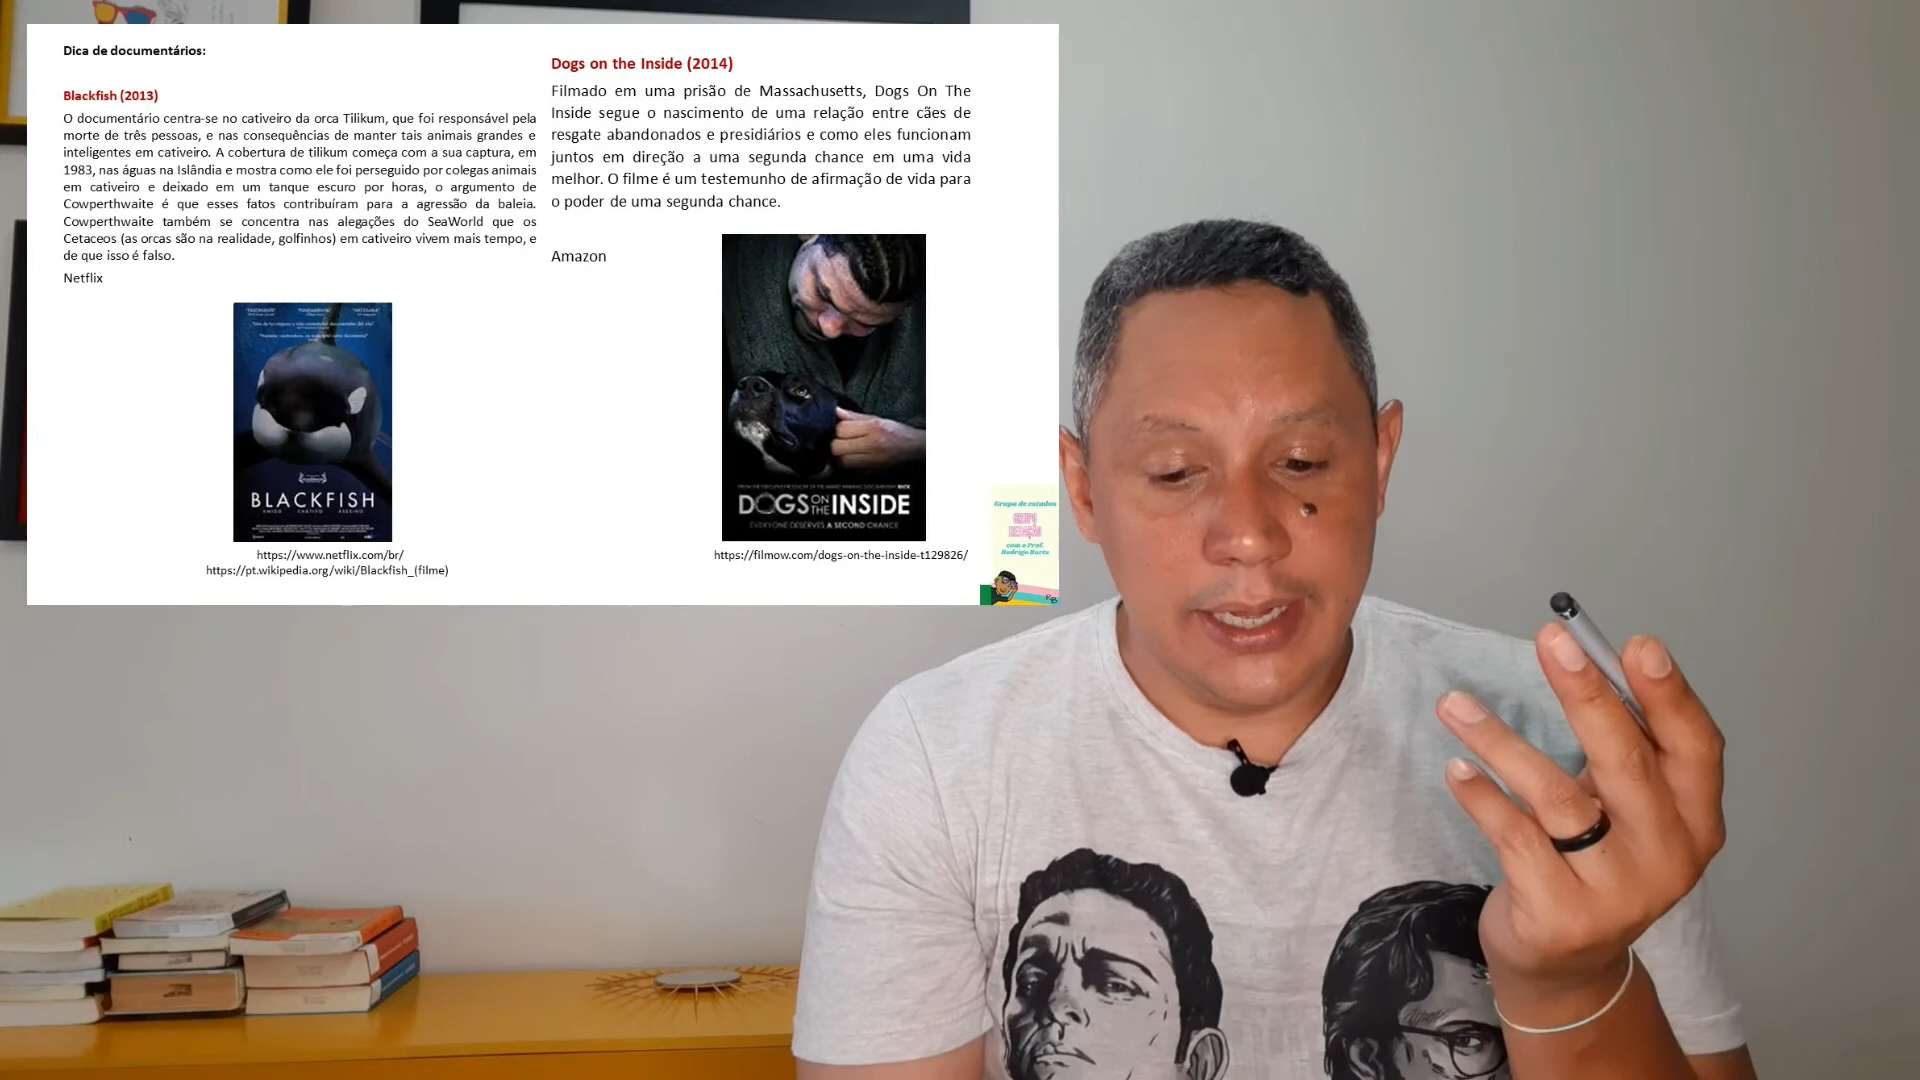 Dica de documentários:
Blackfish (2013)
O documentário centra-se no cativeiro da orca Tilikum, que foi responsável pela
morte de três pessoas, e nas consequências de manter tais animais grandes e
inteligentes em cativeiro. A cobertura de tilikum começa com a sua captura, em
1983, nas águas na Islândia e mostra como ele foi perseguido por colegas animais
em cativeiro e deixado em um tanque escuro por horas, o argumento de
Cowperthwaite é que esses fatos contribuíram para a agressão da baleia.
Cowperthwaite também se concentra nas alegações do SeaWorld que os
Cetaceos (as orcas são na realidade, golfinhos) em cativeiro vivem mais tempo, e
de que isso é falso.
Netflix
BLACKFISH
AMIGO CAUTIVO ASESINO
https://www.netflix.com/br/
https://pt.wikipedia.org/wiki/Blackfish_(filme)
Dogs on the Inside (2014)
Filmado em uma prisão de Massachusetts, Dogs On The
Inside segue o nascimento de uma relação entre cães de
resgate abandonados e presidiários e como eles funcionam
juntos em direção a uma segunda chance em uma vida
melhor. O filme é um testemunho de afirmação de vida para
o poder de uma segunda chance.
Amazon
DOGS ON THE INSIDE
EVERYONE DESERVES A SECOND CHANCE
https://filmow.com/dogs-on-the-inside-t129826/
Grupo de estudos
com o Prof.
RB